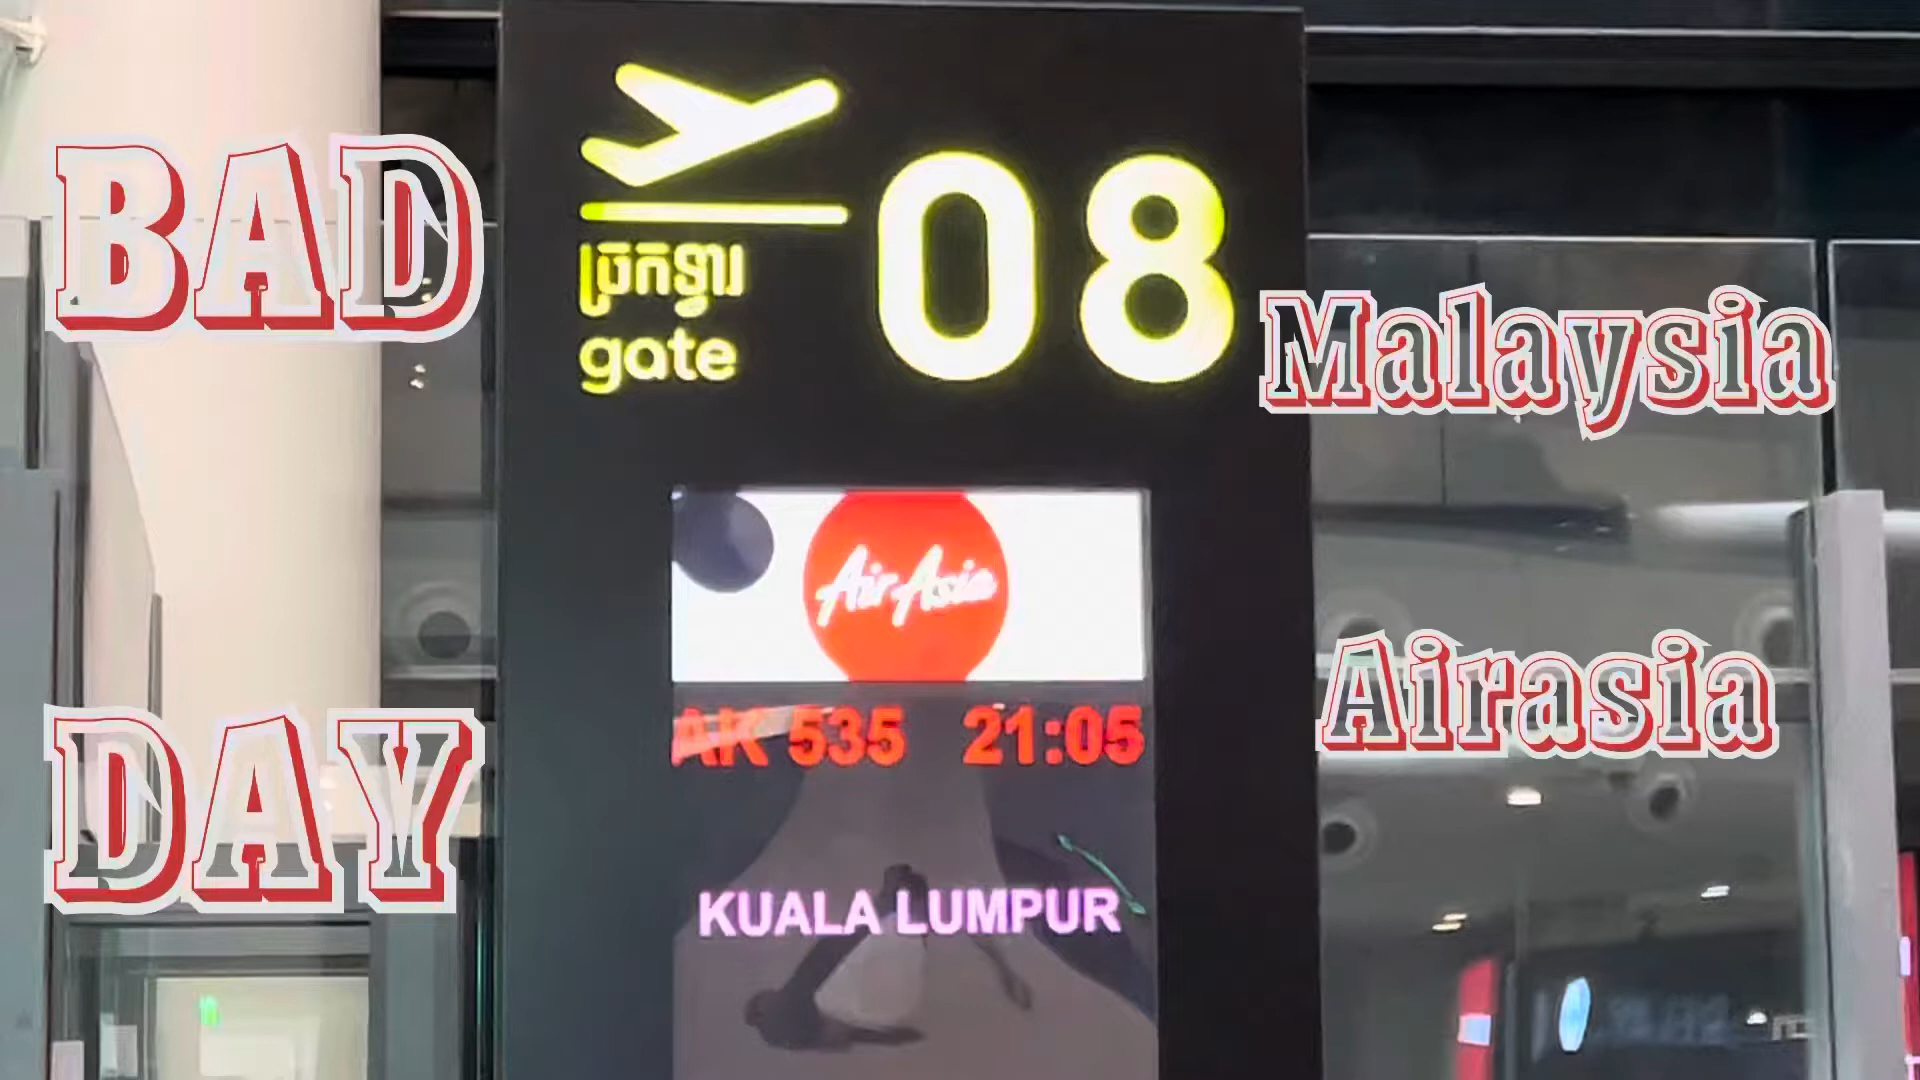 BAD
DAY
ច្រកទ្វារ
gate
08
AirAsia
AK 535 21:05
KUALA LUMPUR
Malaysia
Airasia